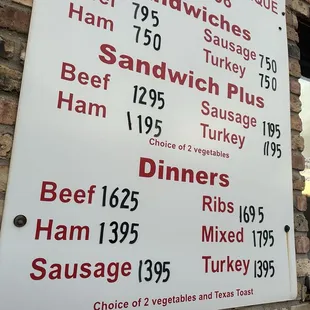 Sandwiches
795 Sausage 750
Ham 750 Turkey 750
Sandwich Plus
Beef 1295 Sausage 1195
Ham 1195 Turkey 1195
Choice of 2 vegetables
Dinners
Beef 1625 Ribs 1695
Ham 1395 Mixed 1795
Sausage 1395 Turkey 1395
Choice of 2 vegetables and Texas Toast